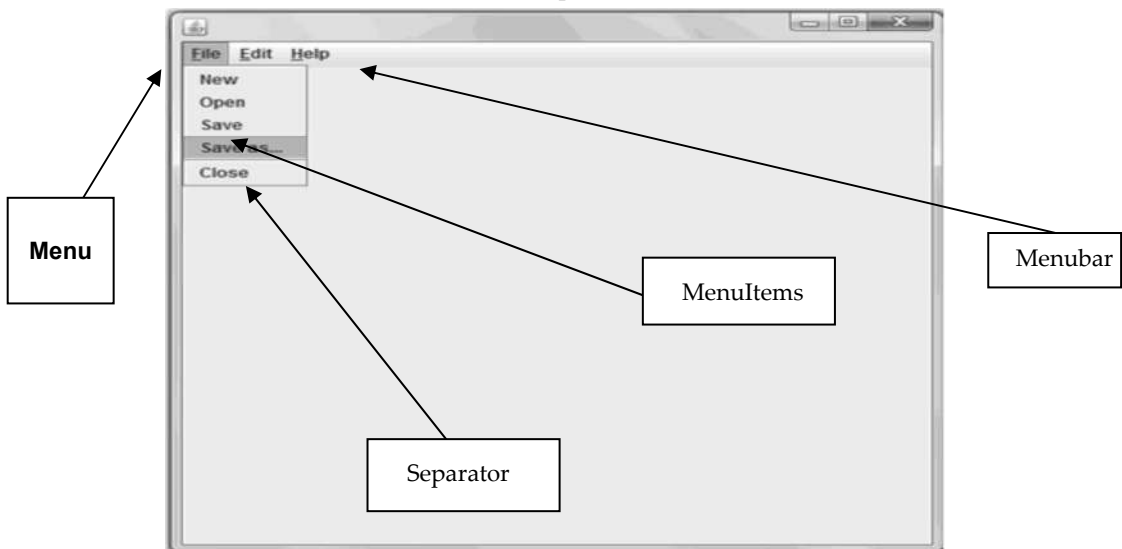 File Edit Help
New
Open
Save
Save as...
Close
Menu
Menubar
MenuItems
Separator